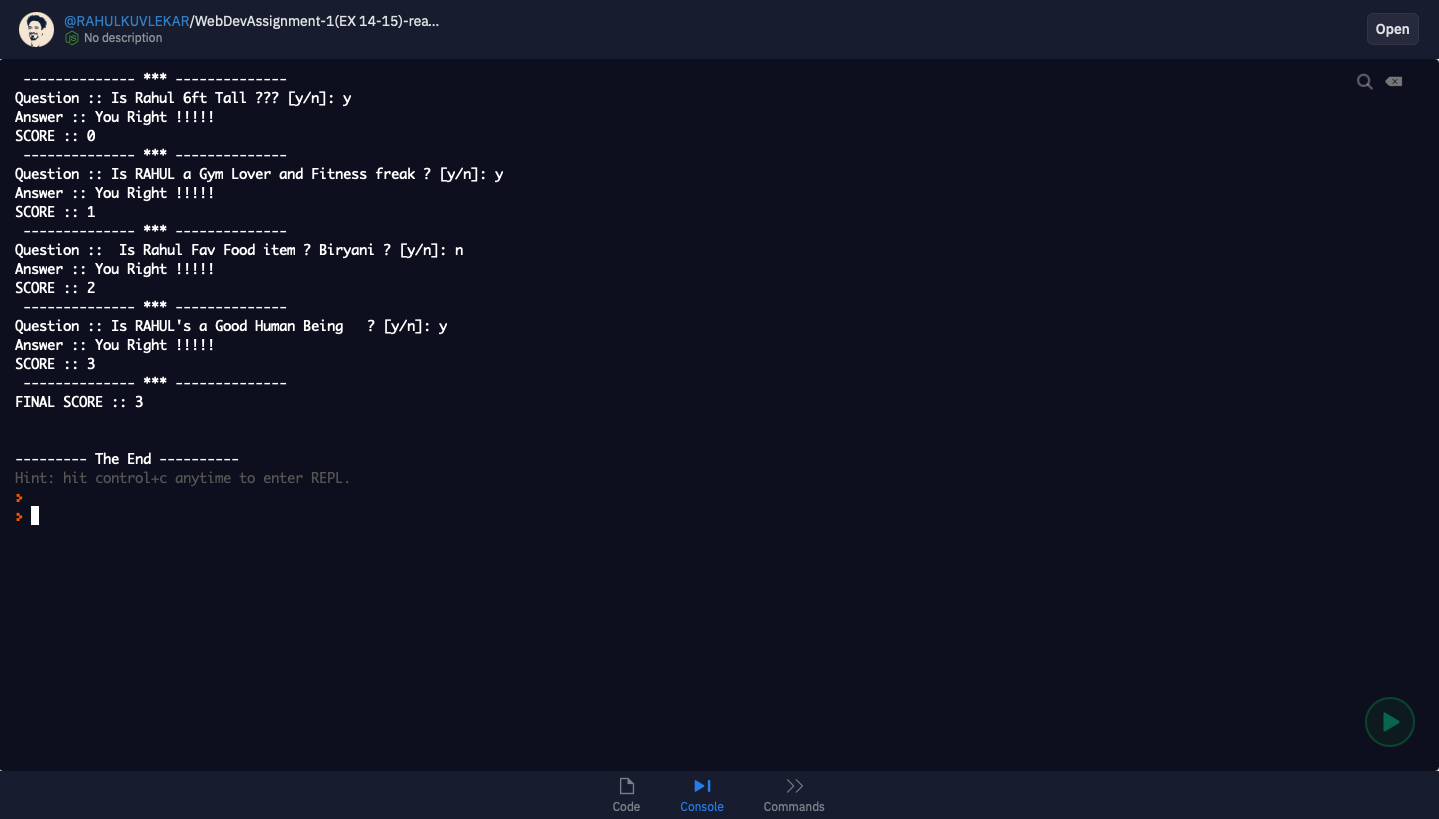 @RAHULKUVLEKAR/WebDevAssignment-1(EX 14-15)-rea...
No description
Open
-------------- *** --------------
Question :: Is Rahul 6ft Tall ??? [y/n]: y
Answer :: You Right !!!!!
SCORE :: 0
-------------- *** --------------
Question :: Is RAHUL a Gym Lover and Fitness freak ? [y/n]: y
Answer :: You Right !!!!!
SCORE :: 1
-------------- *** --------------
Question ::  Is Rahul Fav Food item ? Biryani ? [y/n]: n
Answer :: You Right !!!!!
SCORE :: 2
-------------- *** --------------
Question :: Is RAHUL's a Good Human Being   ? [y/n]: y
Answer :: You Right !!!!!
SCORE :: 3
-------------- *** --------------
FINAL SCORE :: 3
--------- The End ----------
Hint: hit control+c anytime to enter REPL.
>
>
Code
Console
Commands